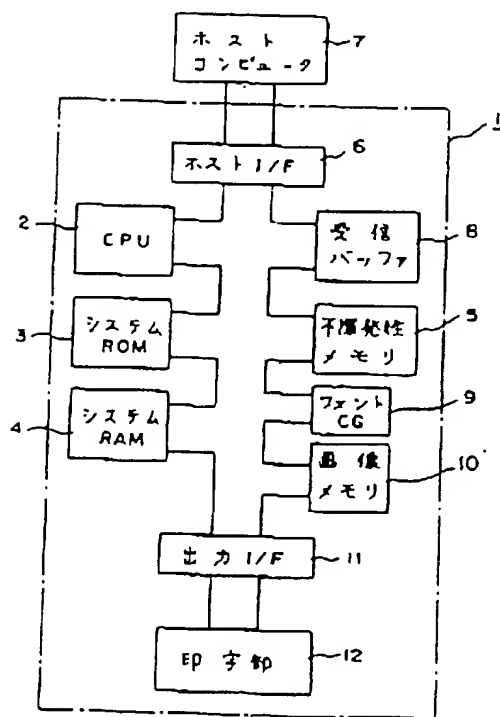 ホスト
コンピュータ
7
1
ホスト I/F
6
2
CPU
受信
バッファ
8
3
システム
ROM
不揮発性
メモリ
5
4
システム
RAM
フォント
CG
9
画像
メモリ
10
出力 I/F
11
印字部
12